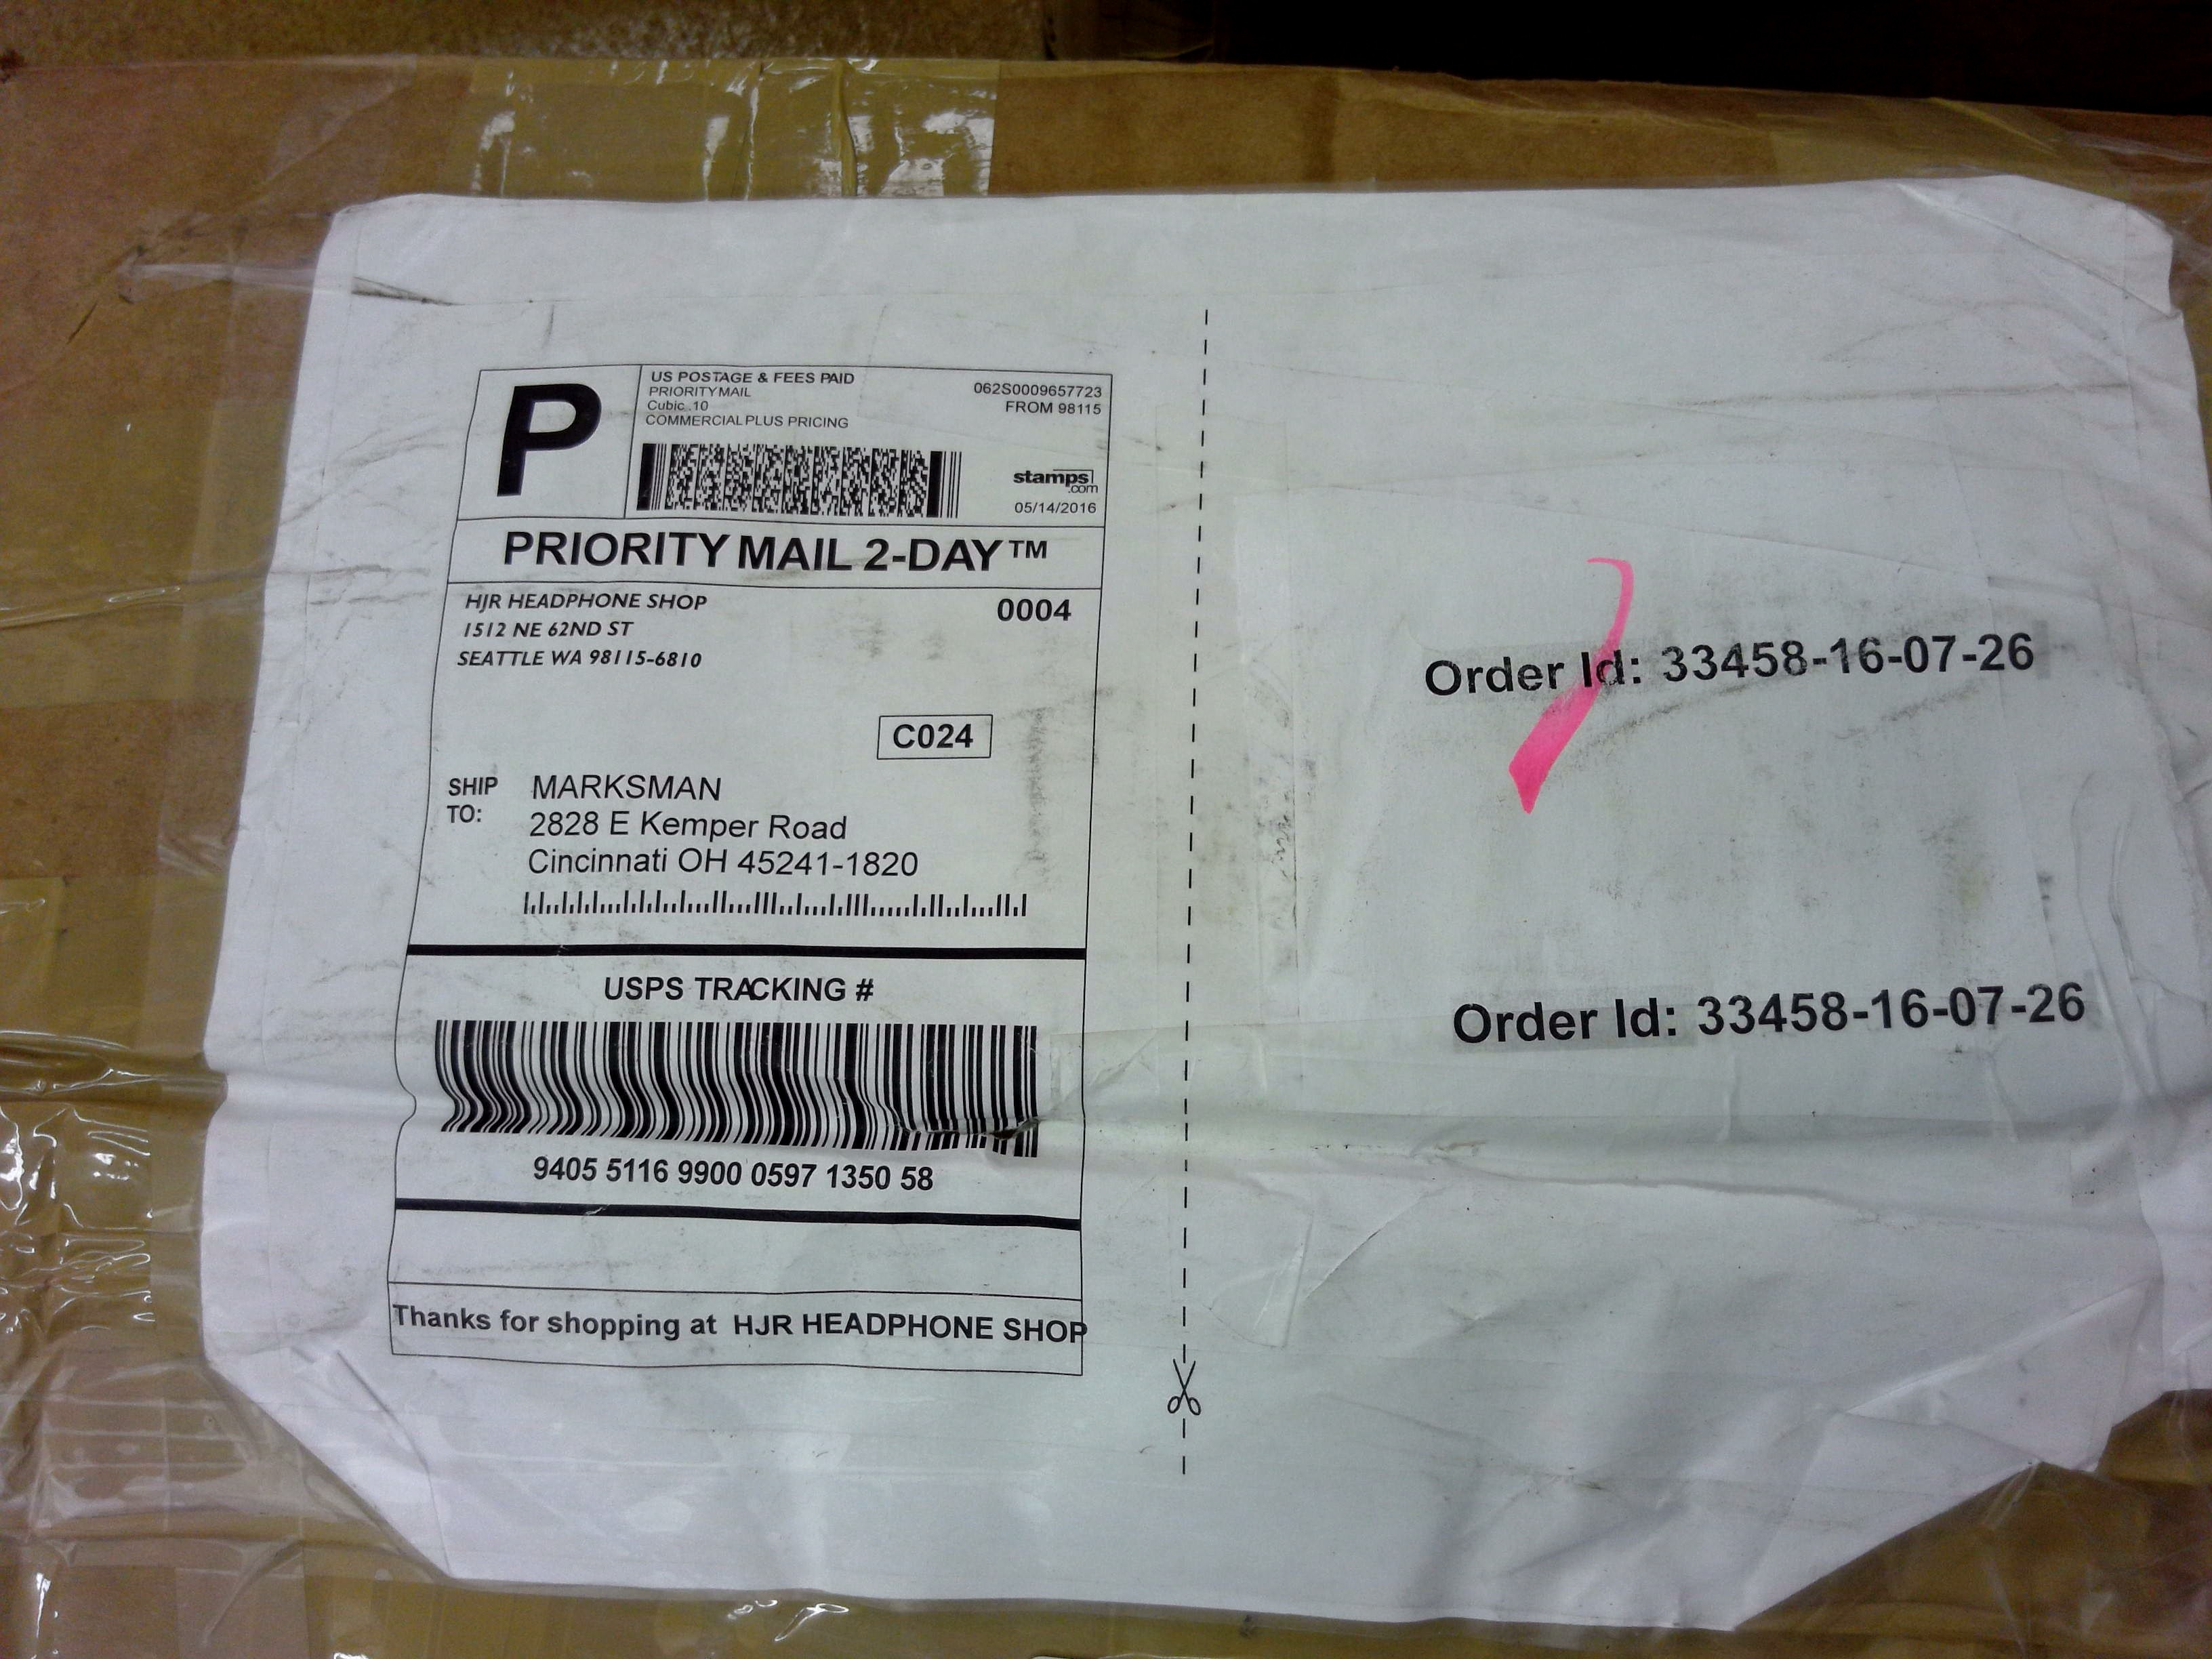 P
US POSTAGE & FEES PAID
PRIORITY MAIL
Cubic .10
COMMERCIAL PLUS PRICING
062S0009657723
FROM 98115
stamps
.com
05/14/2016
PRIORITY MAIL 2-DAY™
HJR HEADPHONE SHOP
1512 NE 62ND ST
SEATTLE WA 98115-6810
0004
C024
SHIP
TO:
MARKSMAN
2828 E Kemper Road
Cincinnati OH 45241-1820
USPS TRACKING #
9405 5116 9900 0597 1350 58
Thanks for shopping at HJR HEADPHONE SHOP
Order Id: 33458-16-07-26
Order Id: 33458-16-07-26